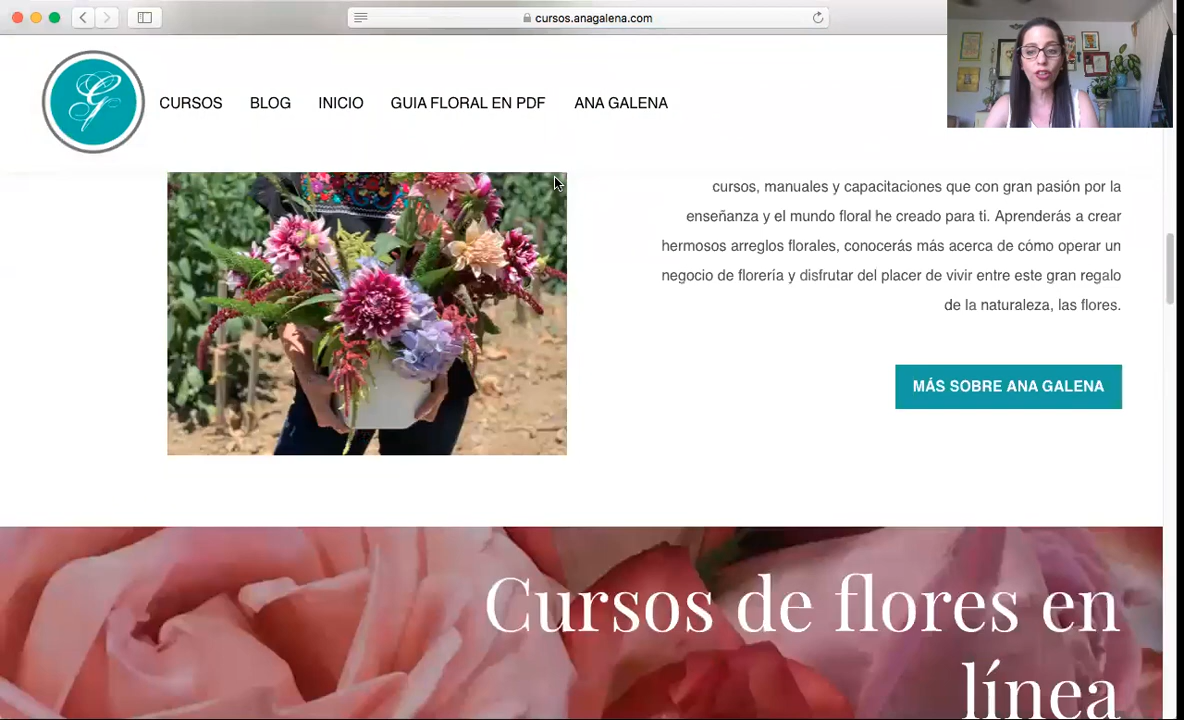 cursos.anagalena.com
G
CURSOS BLOG INICIO GUIA FLORAL EN PDF ANA GALENA
cursos, manuales y capacitaciones que con gran pasión por la
enseñanza y el mundo floral he creado para ti. Aprenderás a crear
hermosos arreglos florales, conocerás más acerca de cómo operar un
negocio de florería y disfrutar del placer de vivir entre este gran regalo
de la naturaleza, las flores.
MÁS SOBRE ANA GALENA
Cursos de flores en
línea